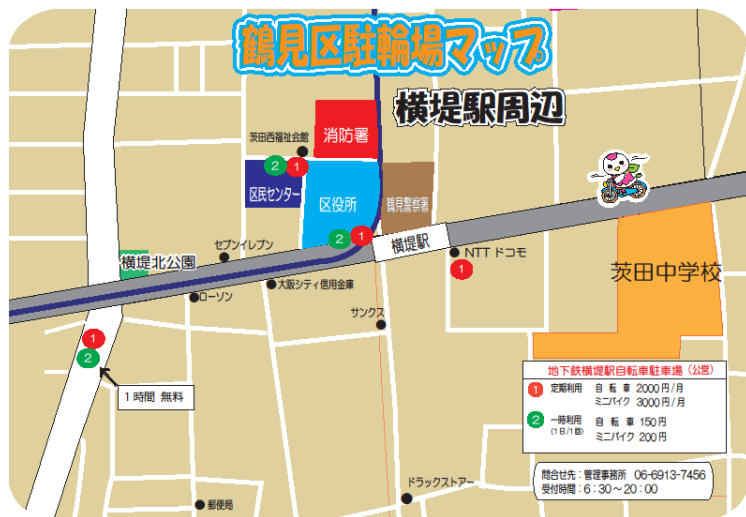 鶴見区駐輪場マップ
横堤駅周辺
茨田西福祉会館
消防署
2 1
区民センター
区役所
鶴見警察署
2 1
横堤駅
セブンイレブン
横堤北公園
NTT ドコモ
1
茨田中学校
大阪シティ信用金庫
ローソン
サンクス
1
2
1時間 無料
地下鉄横堤駅自転車駐車場(公営)
1 定期利用 自 転 車 2000円/月
ミニバイク 3000円/月
2 一時利用 自 転 車 150円
(1日/1回) ミニバイク 200円
問合せ先:管理事務所 06-6913-7456
受付時間:6:30~20:00
ドラックストアー
郵便局